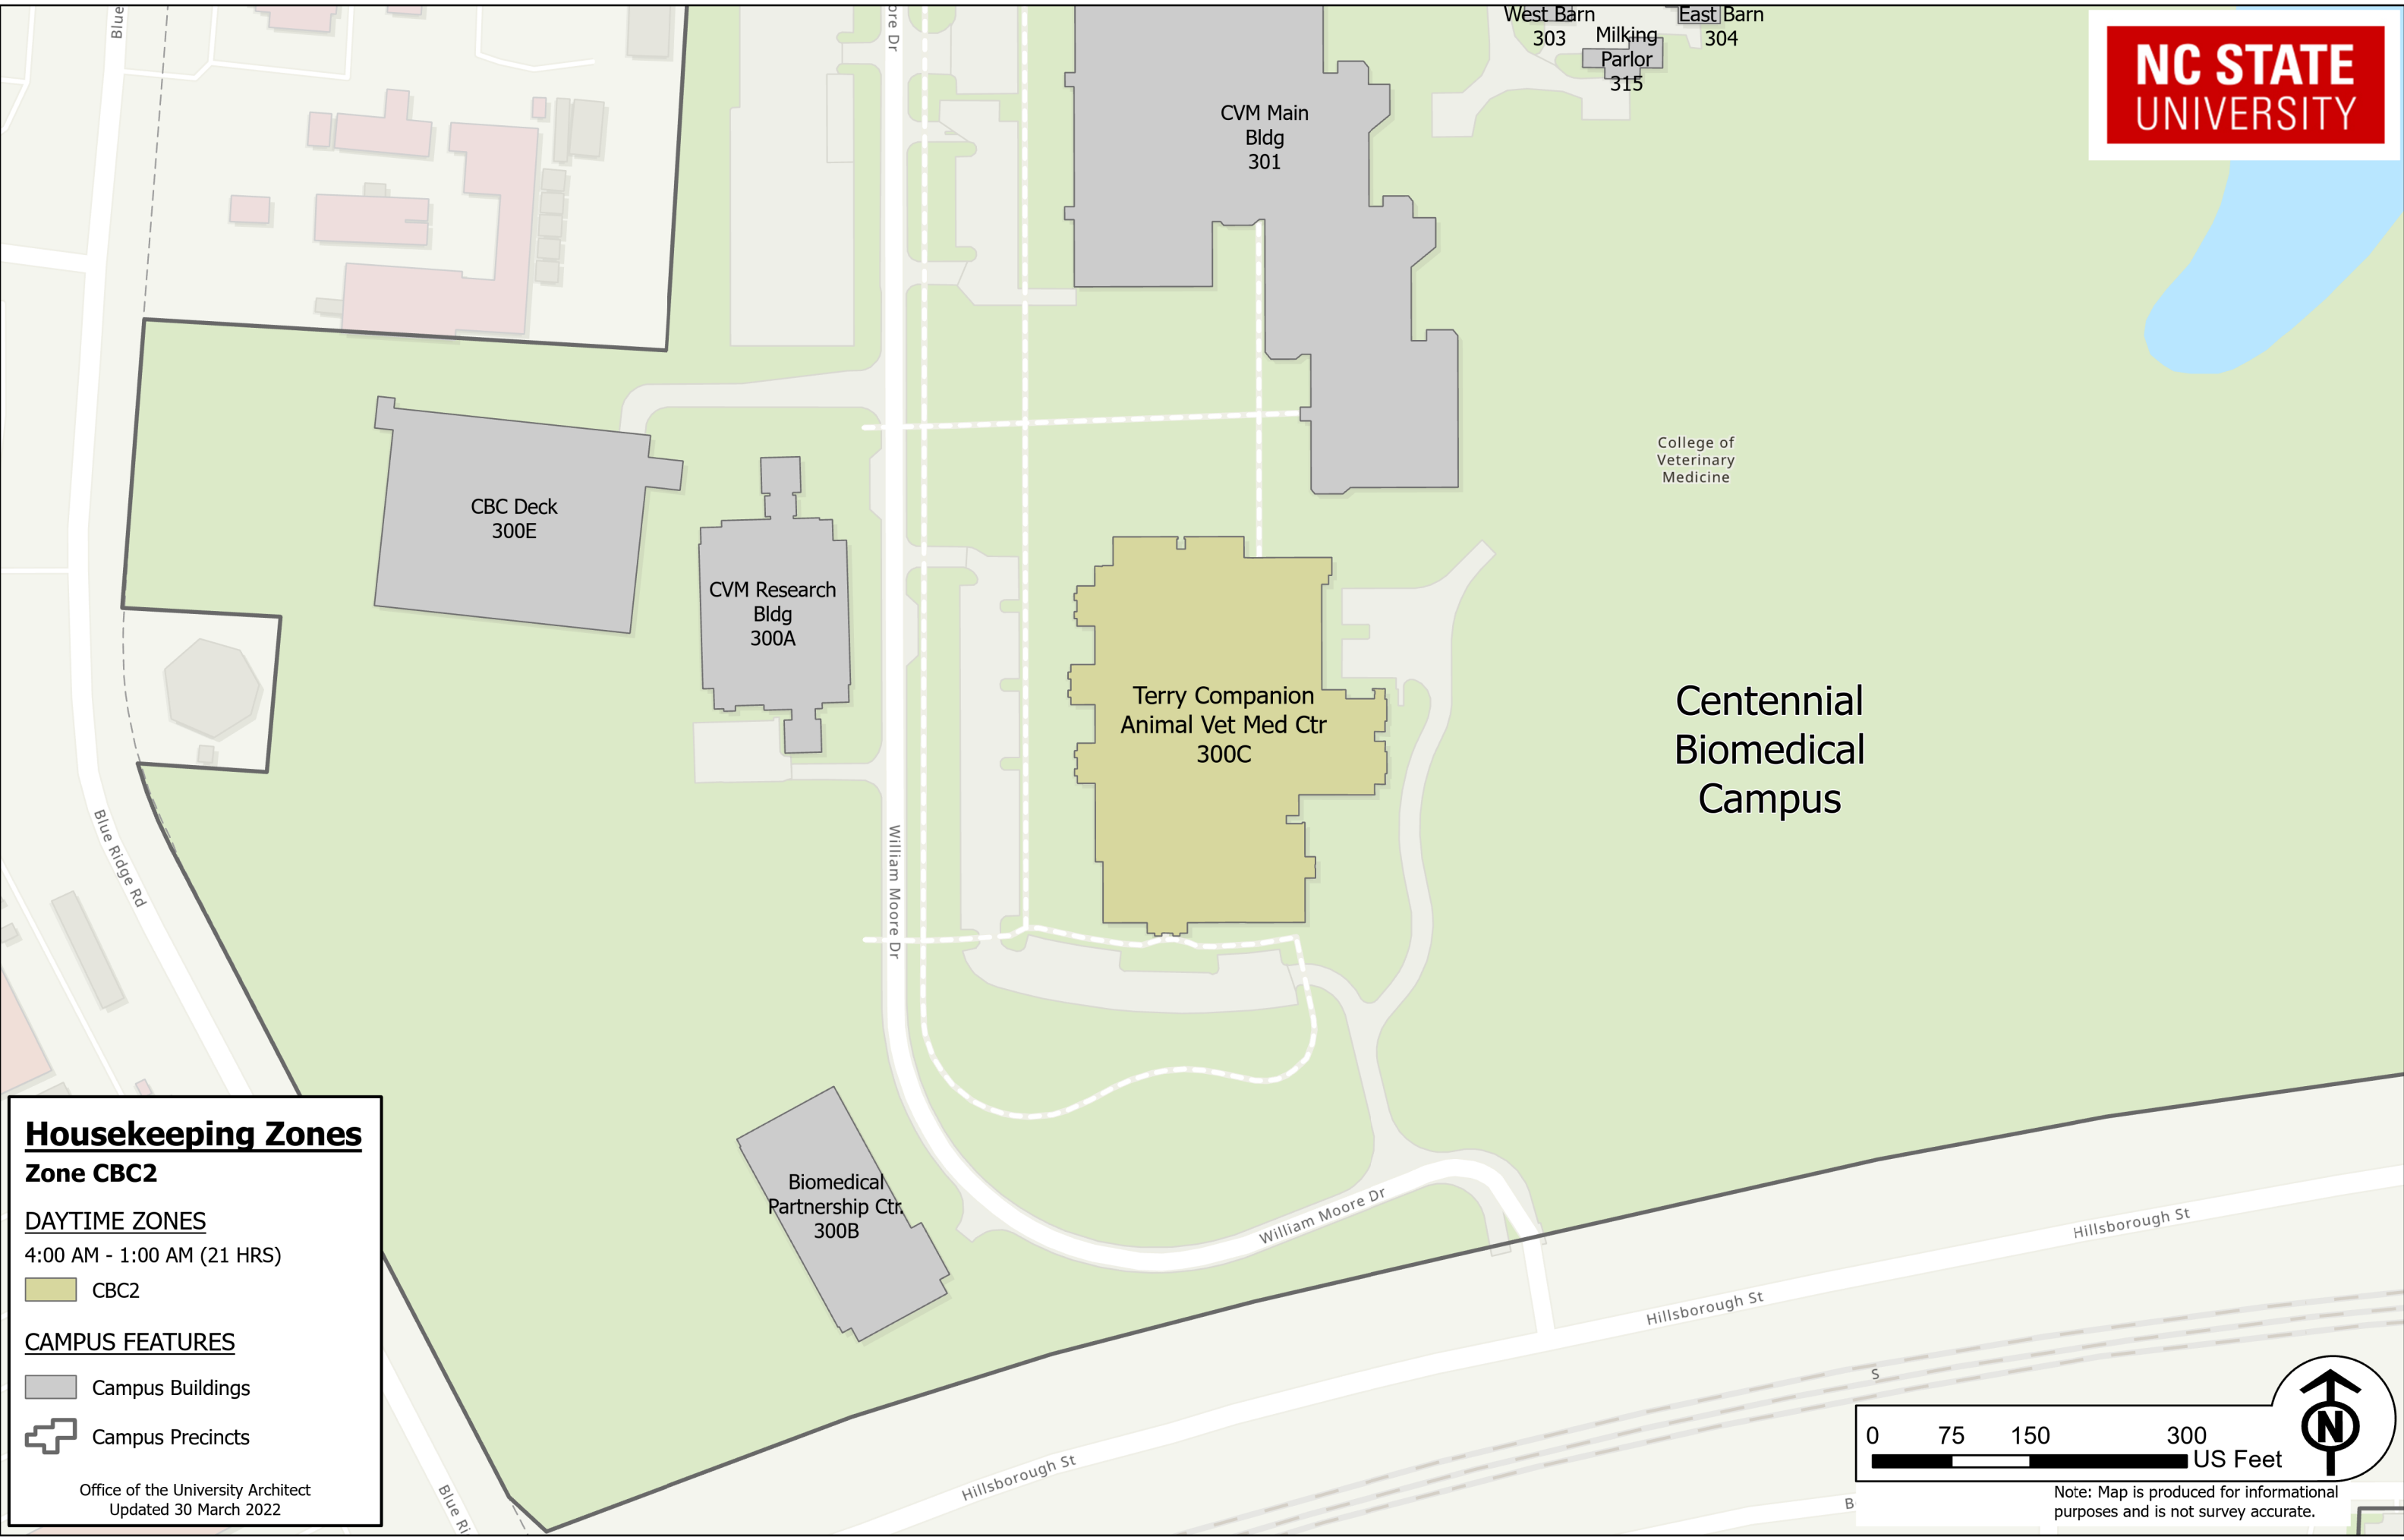 Blue
ore Dr
West Barn
303
East Barn
304
Milking
Parlor
315
NC STATE
UNIVERSITY
CVM Main
Bldg
301
College of
Veterinary
Medicine
CBC Deck
300E
CVM Research
Bldg
300A
Terry Companion
Animal Vet Med Ctr
300C
Centennial
Biomedical
Campus
Blue Ridge Rd
William Moore Dr
Biomedical
Partnership Ctr.
300B
William Moore Dr
Hillsborough St
Hillsborough St
Hillsborough St
S
B
Blue Ri
Housekeeping Zones
Zone CBC2
DAYTIME ZONES
4:00 AM - 1:00 AM (21 HRS)
CBC2
CAMPUS FEATURES
Campus Buildings
Campus Precincts
Office of the University Architect
Updated 30 March 2022
0 75 150 300
US Feet
N
Note: Map is produced for informational
purposes and is not survey accurate.